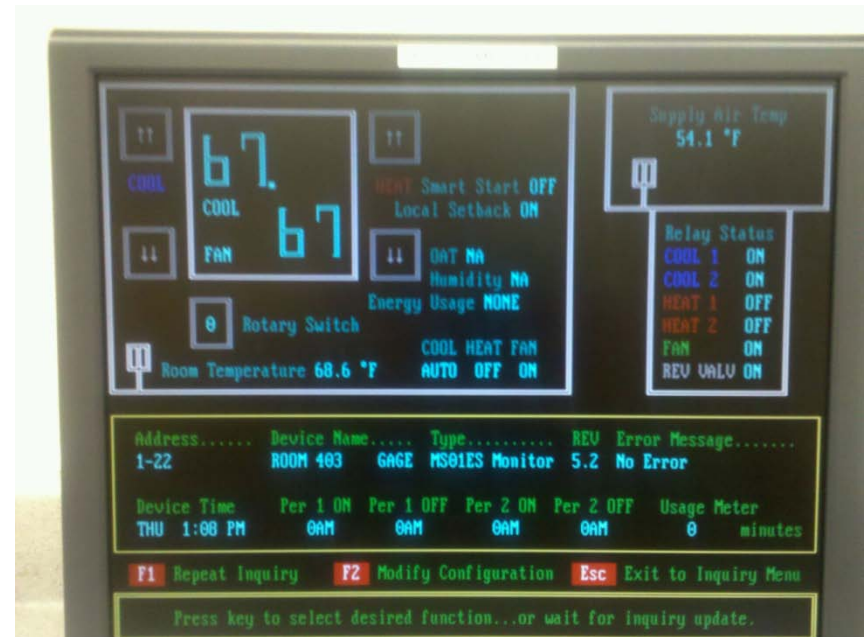 ↑↑
67.
↑↑
COOL
COOL
HEAT Smart Start OFF
Local Setback ON
↓↓
FAN
67
↓↓
OAT NA
Humidity NA
Energy Usage NONE
0 Rotary Switch
COOL HEAT FAN
Room Temperature 68.6 °F AUTO OFF ON
Supply Air Temp
54.1 °F
Relay Status
COOL 1 ON
COOL 2 ON
HEAT 1 OFF
HEAT 2 OFF
FAN ON
REV VALV ON
Address...... Device Name..... Type.......... REV Error Message.......
1-22 ROOM 403 GAGE MS01ES Monitor 5.2 No Error
Device Time Per 1 ON Per 1 OFF Per 2 ON Per 2 OFF Usage Meter
THU 1:08 PM 0AM 0AM 0AM 0AM 0 minutes
F1 Repeat Inquiry F2 Modify Configuration Esc Exit to Inquiry Menu
Press key to select desired function...or wait for inquiry update.